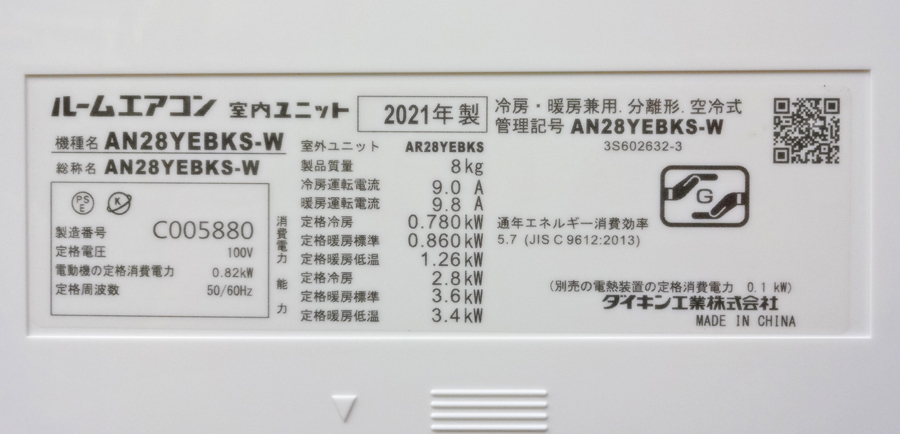 ルームエアコン 室内ユニット 2021年 製
機種名 AN28YEBKS-W
総称名 AN28YEBKS-W
PS
E
K
製造番号 C005880
定格電圧 100V
電動機の定格消費電力 0.82kW
定格周波数 50/60Hz
室外ユニット AR28YEBKS
製品質量 8kg
冷房運転電流 9.0 A
暖房運転電流 9.8 A
消費電力
定格冷房 0.780kW
定格暖房標準 0.860kW
定格暖房低温 1.26kW
能力
定格冷房 2.8kW
定格暖房標準 3.6kW
定格暖房低温 3.4kW
冷房・暖房兼用.分離形.空冷式
管理記号 AN28YEBKS-W
3S602632-3
G
通年エネルギー消費効率
5.7 (JIS C 9612:2013)
(別売の電熱装置の定格消費電力 0.1 kW)
ダイキン工業株式会社
MADE IN CHINA